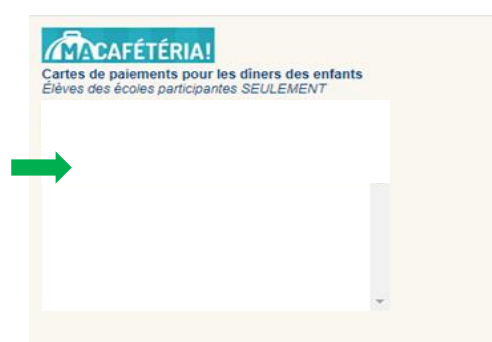 MACAFÉTÉRIA!
Cartes de paiements pour les dîners des enfants
Élèves des écoles participantes SEULEMENT